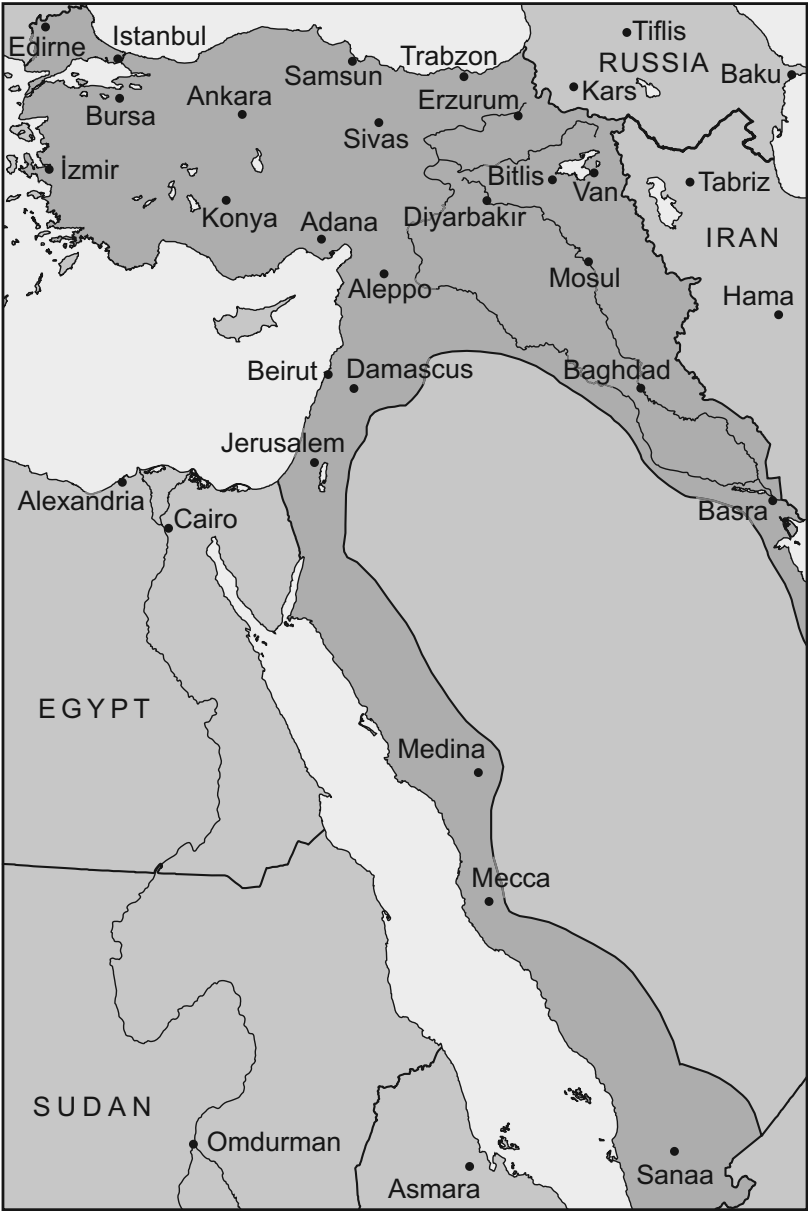 Edirne
Istanbul
Samsun
Trabzon
Tiflis
RUSSIA
Baku
Bursa
Ankara
Erzurum
Kars
Sivas
İzmir
Bitlis
Van
Tabriz
Konya
Adana
Diyarbakır
IRAN
Aleppo
Mosul
Hama
Beirut
Damascus
Baghdad
Jerusalem
Alexandria
Cairo
Basra
EGYPT
Medina
Mecca
SUDAN
Omdurman
Asmara
Sanaa